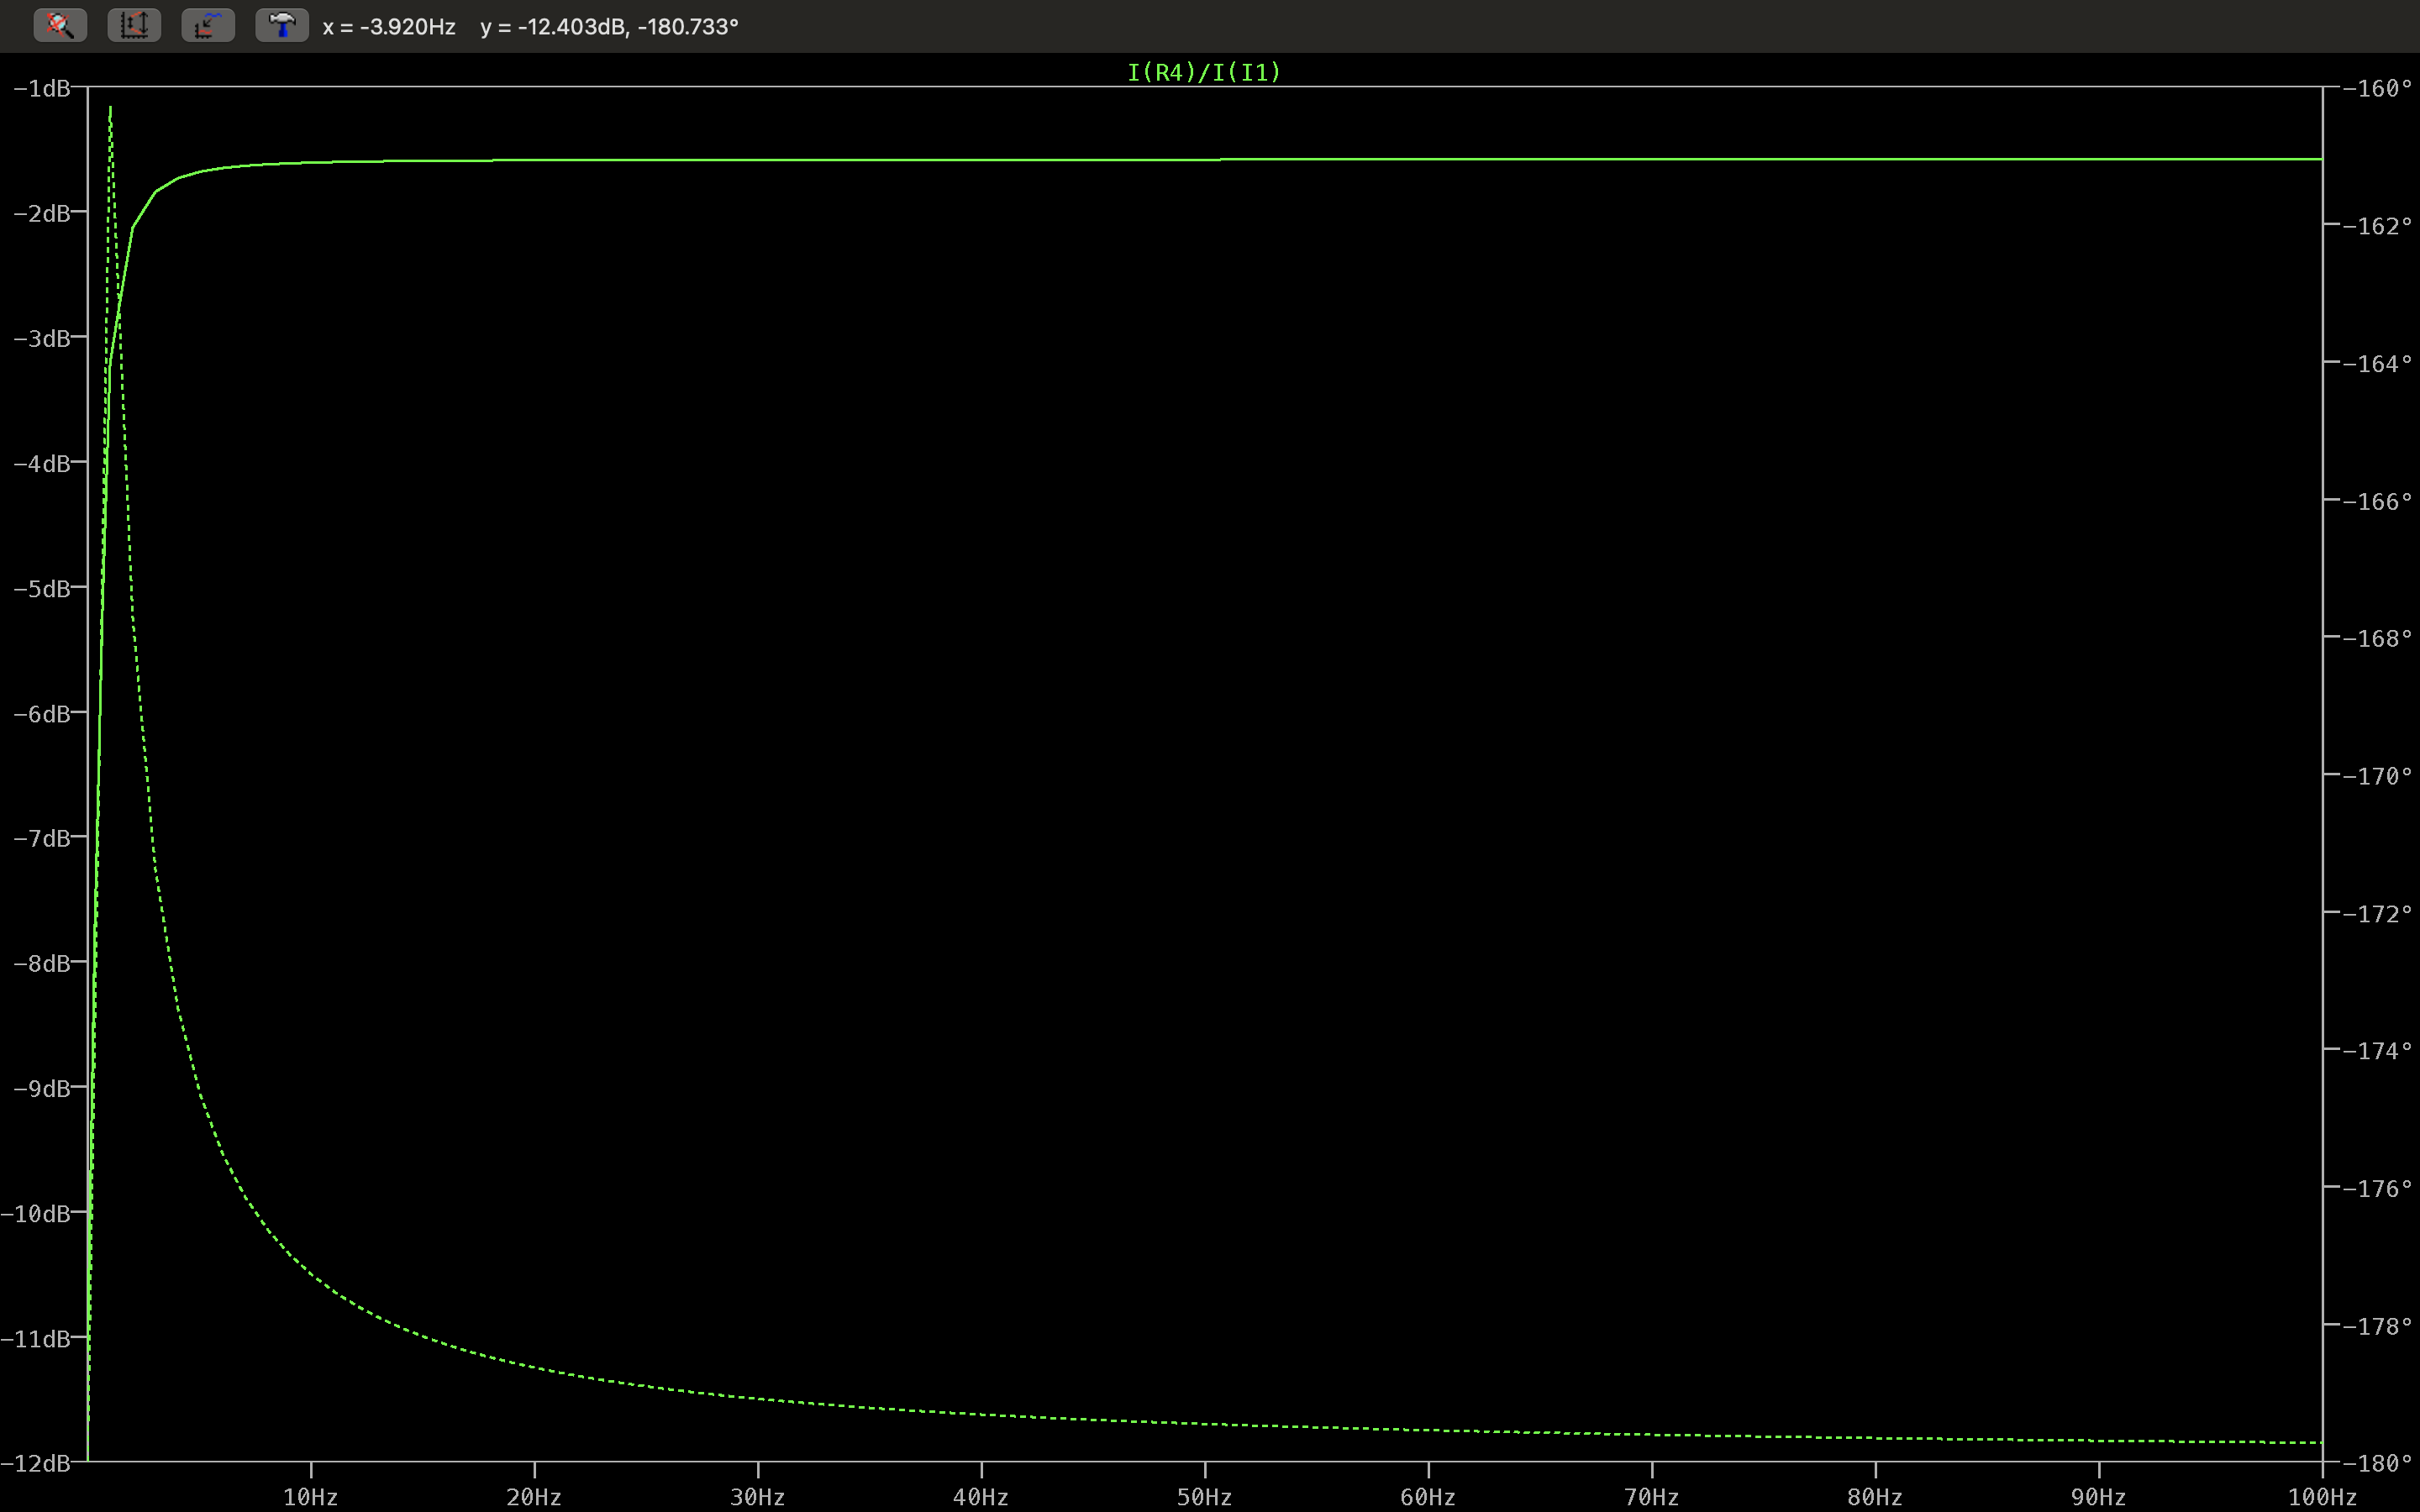 x = -3.920Hz y = -12.403dB, -180.733°
I(R4)/I(I1)
-1dB
-2dB
-3dB
-4dB
-5dB
-6dB
-7dB
-8dB
-9dB
-10dB
-11dB
-12dB
-160°
-162°
-164°
-166°
-168°
-170°
-172°
-174°
-176°
-178°
-180°
10Hz 20Hz 30Hz 40Hz 50Hz 60Hz 70Hz 80Hz 90Hz 100Hz